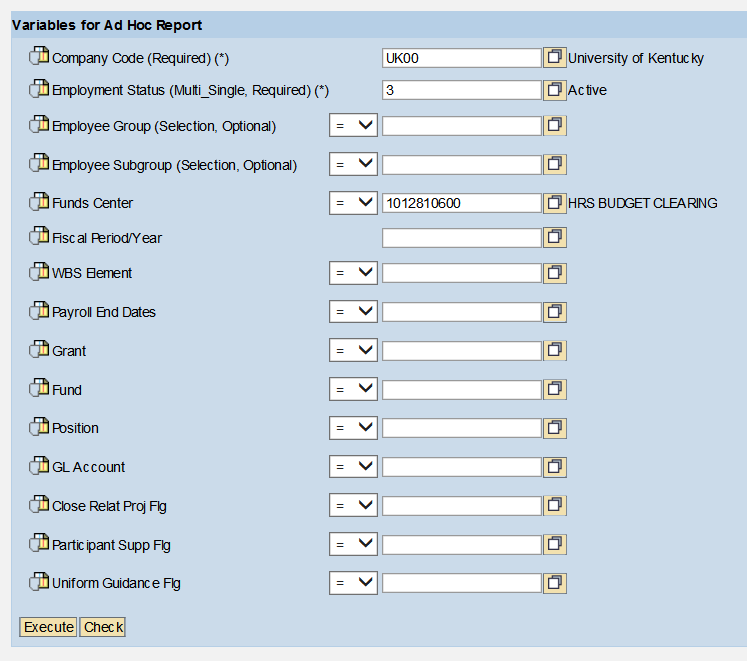 Variables for Ad Hoc Report
Company Code (Required) (*) UK00 University of Kentucky
Employment Status (Multi_Single, Required) (*) 3 Active
Employee Group (Selection, Optional) =
Employee Subgroup (Selection, Optional) =
Funds Center = 1012810600 HRS BUDGET CLEARING
Fiscal Period/Year
WBS Element =
Payroll End Dates =
Grant =
Fund =
Position =
GL Account =
Close Relat Proj Flg =
Participant Supp Flg =
Uniform Guidance Flg =
Execute Check